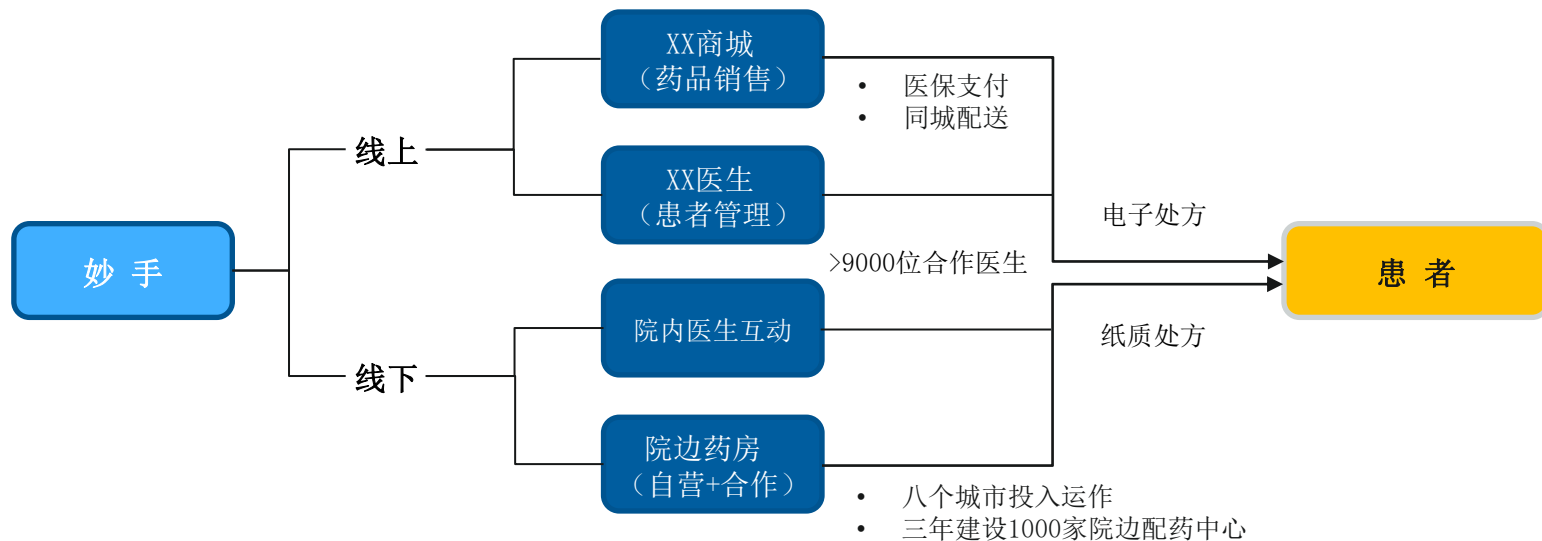 XX商城
（药品销售）
• 医保支付
• 同城配送
线上
XX医生
（患者管理）
电子处方
妙 手
>9000位合作医生
患 者
院内医生互动
纸质处方
线下
院边药房
（自营+合作）
• 八个城市投入运作
• 三年建设1000家院边配药中心